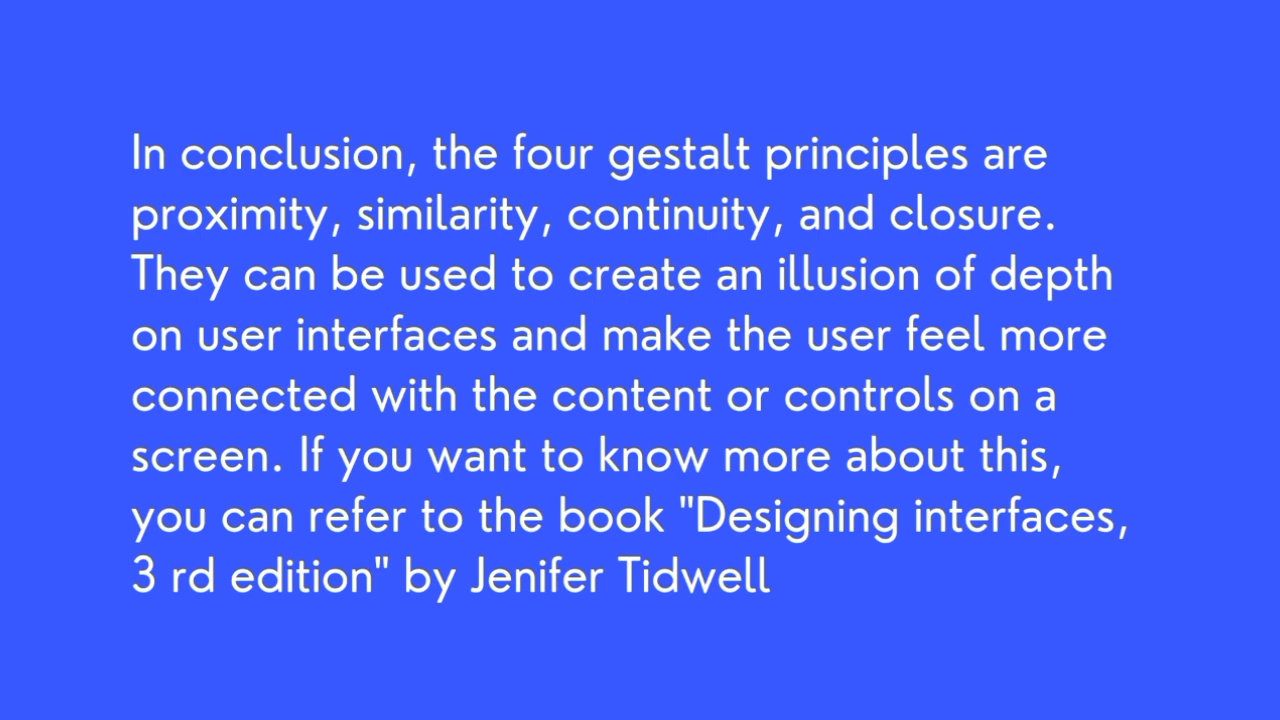 In conclusion, the four gestalt principles are
proximity, similarity, continuity, and closure.
They can be used to create an illusion of depth
on user interfaces and make the user feel more
connected with the content or controls on a
screen. If you want to know more about this,
you can refer to the book "Designing interfaces,
3 rd edition" by Jenifer Tidwell